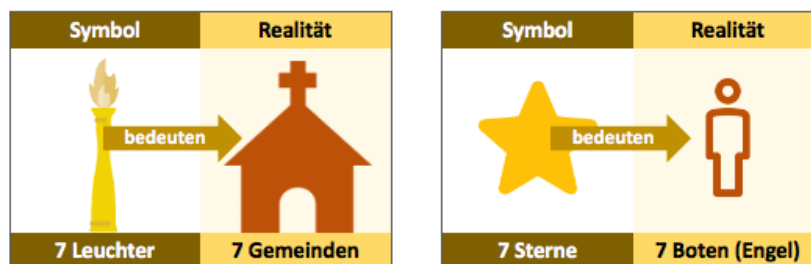 Symbol Realität
bedeuten
7 Leuchter 7 Gemeinden
Symbol Realität
bedeuten
7 Sterne 7 Boten (Engel)